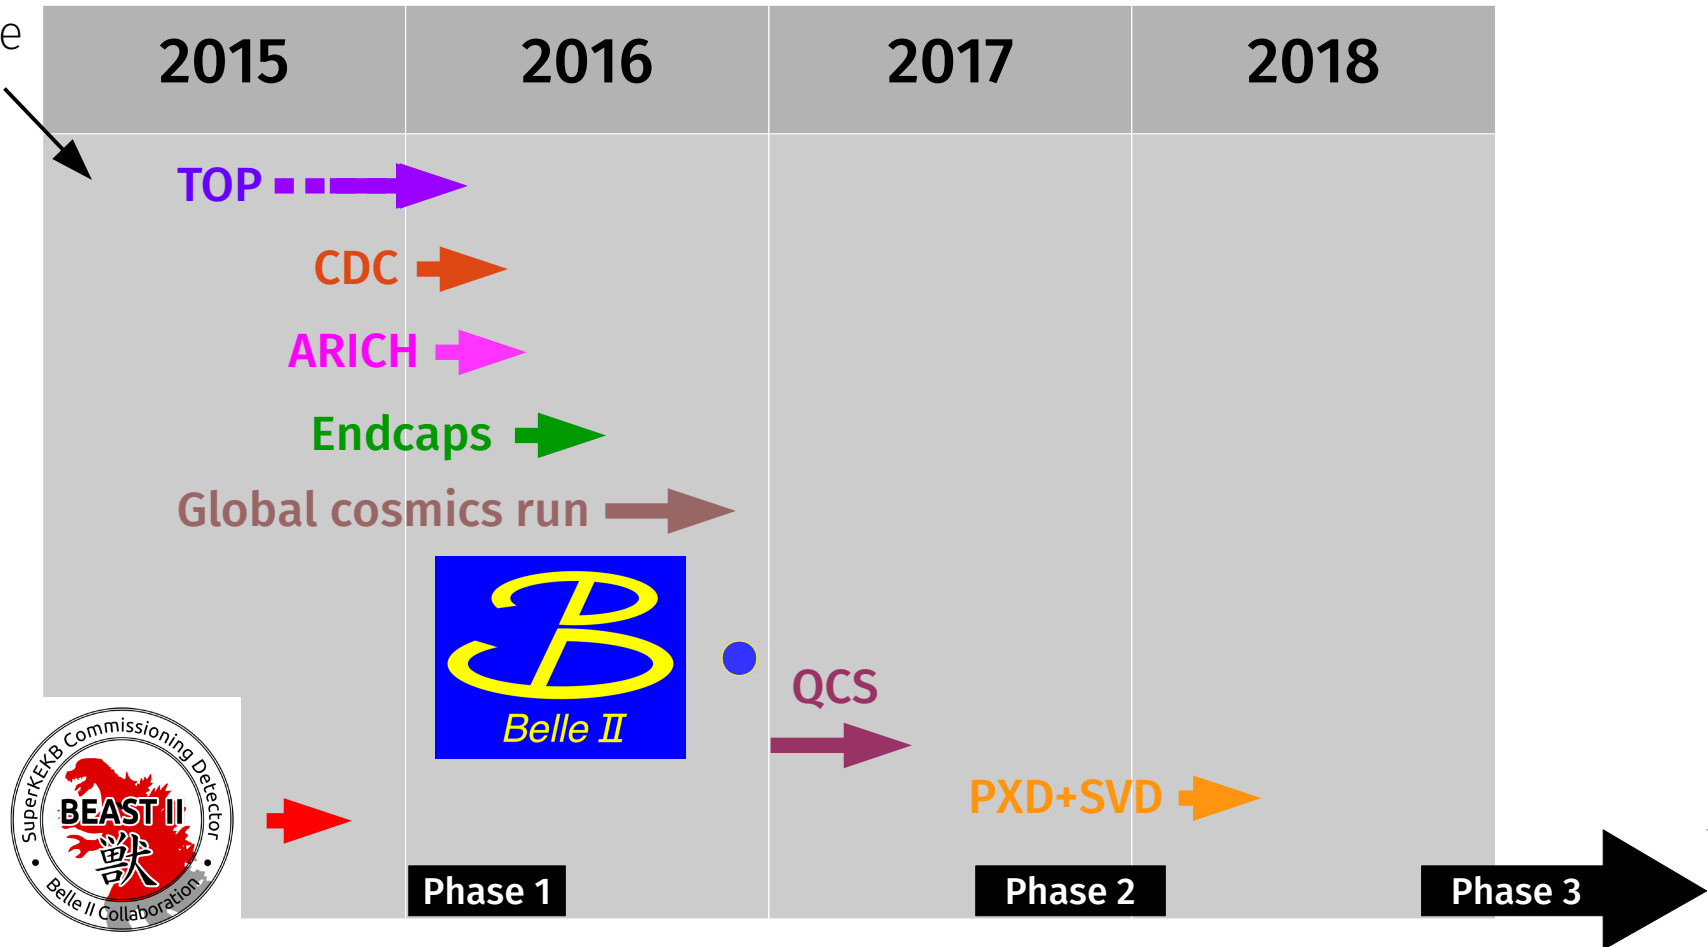 e
2015 2016 2017 2018
TOP
CDC
ARICH
Endcaps
Global cosmics run
Belle II
QCS
PXD+SVD
SuperKEKB Commissioning Detector
BEAST II
獣
Belle II Collaboration
Phase 1 Phase 2 Phase 3